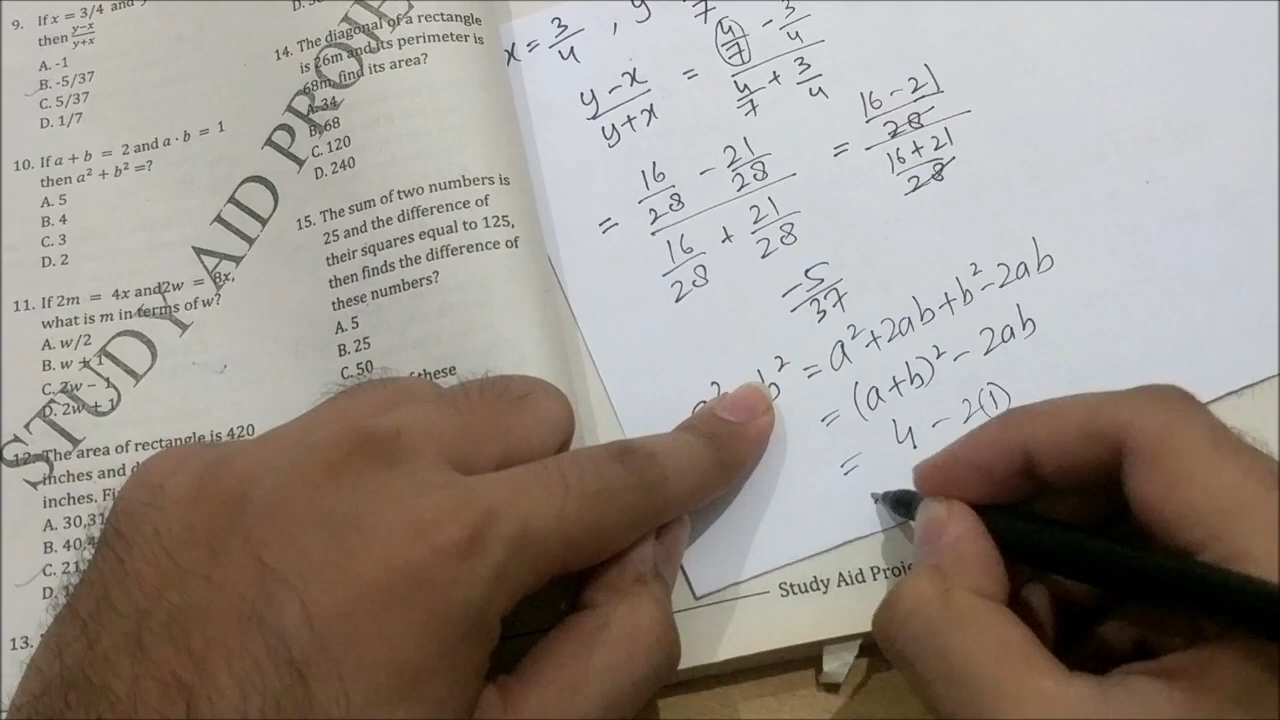 9. If x = 3/4 and y
then y−x/y+x
A. -1
B. -5/37
C. 5/37
D. 1/7
10. If a + b = 2 and a · b = 1
then a² + b² =?
A. 5
B. 4
C. 3
D. 2
11. If 2m = 4x and 2w = 8x,
what is m in terms of w?
A. w/2
B. w + 1
C. 2w − 1
D. 2w + 1
12. The area of rectangle is 420
inches and d
inches. Fi
A. 30,31
B. 40,4
C. 21
D.
13.
D.
14. The diagonal of a rectangle
is 26m and its perimeter is
68m, find its area?
A. 34
B. 68
C. 120
D. 240
15. The sum of two numbers is
25 and the difference of
their squares equal to 125,
then finds the difference of
these numbers?
A. 5
B. 25
C. 50
these
STUDY AID PROJE
x = 3/4 , y
7
y−x/y+x = (4/7 − 3/4)/(4/7 + 3/4)
= (16/28 − 21/28)/(16/28 + 21/28) = ((16−21)/28)/((16+21)/28)
−5/37
b² = a²+2ab+b²−2ab
= (a+b)² − 2ab
= 4 − 2(1)
Study Aid Proje